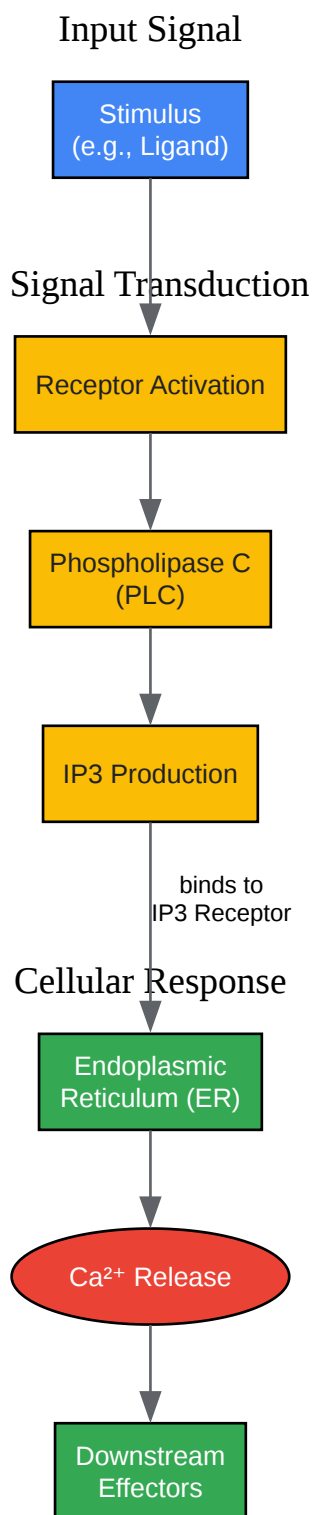 Input Signal
Stimulus
(e.g., Ligand)
Signal Transduction
Receptor Activation
Phospholipase C
(PLC)
IP3 Production
binds to
IP3 Receptor
Cellular Response
Endoplasmic
Reticulum (ER)
Ca²⁺ Release
Downstream
Effectors